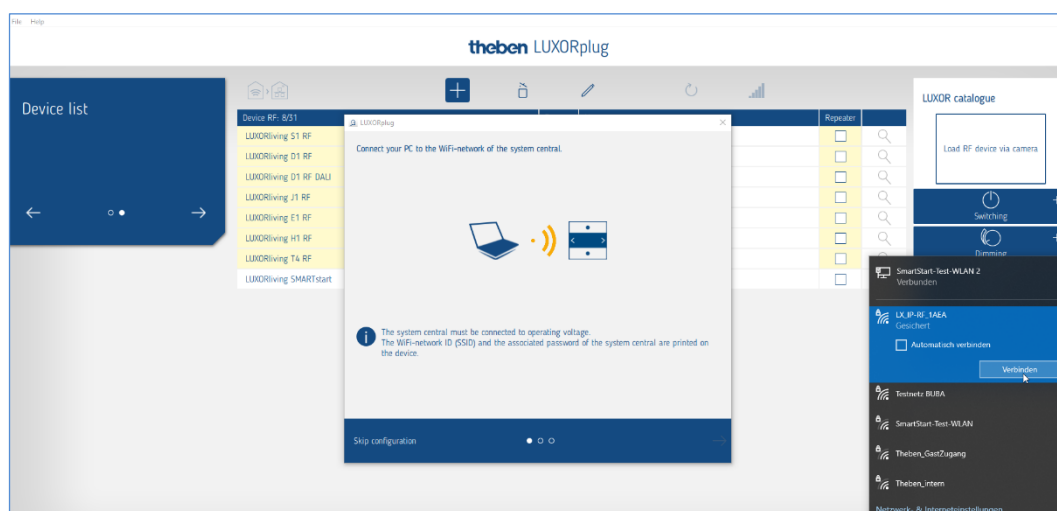 File Help
theben LUXORplug
Device list
Device RF: 8/31
Repeater
LUXORliving S1 RF
LUXORliving D1 RF
LUXORliving D1 RF DALI
LUXORliving J1 RF
LUXORliving E1 RF
LUXORliving H1 RF
LUXORliving T4 RF
LUXORliving SMARTstart
LUXORplug
Connect your PC to the WiFi-network of the system central.
The system central must be connected to operating voltage.
The WiFi-network ID (SSID) and the associated password of the system central are printed on
the device.
Skip configuration
LUXOR catalogue
Load RF device via camera
Switching
Dimming
SmartStart-Test-WLAN 2
Verbunden
LX_IP-RF_1AEA
Gesichert
Automatisch verbinden
Verbinden
Testnetz BUBA
SmartStart-Test-WLAN
Theben_GastZugang
Theben_intern
Netzwerk- & Interneteinstellungen